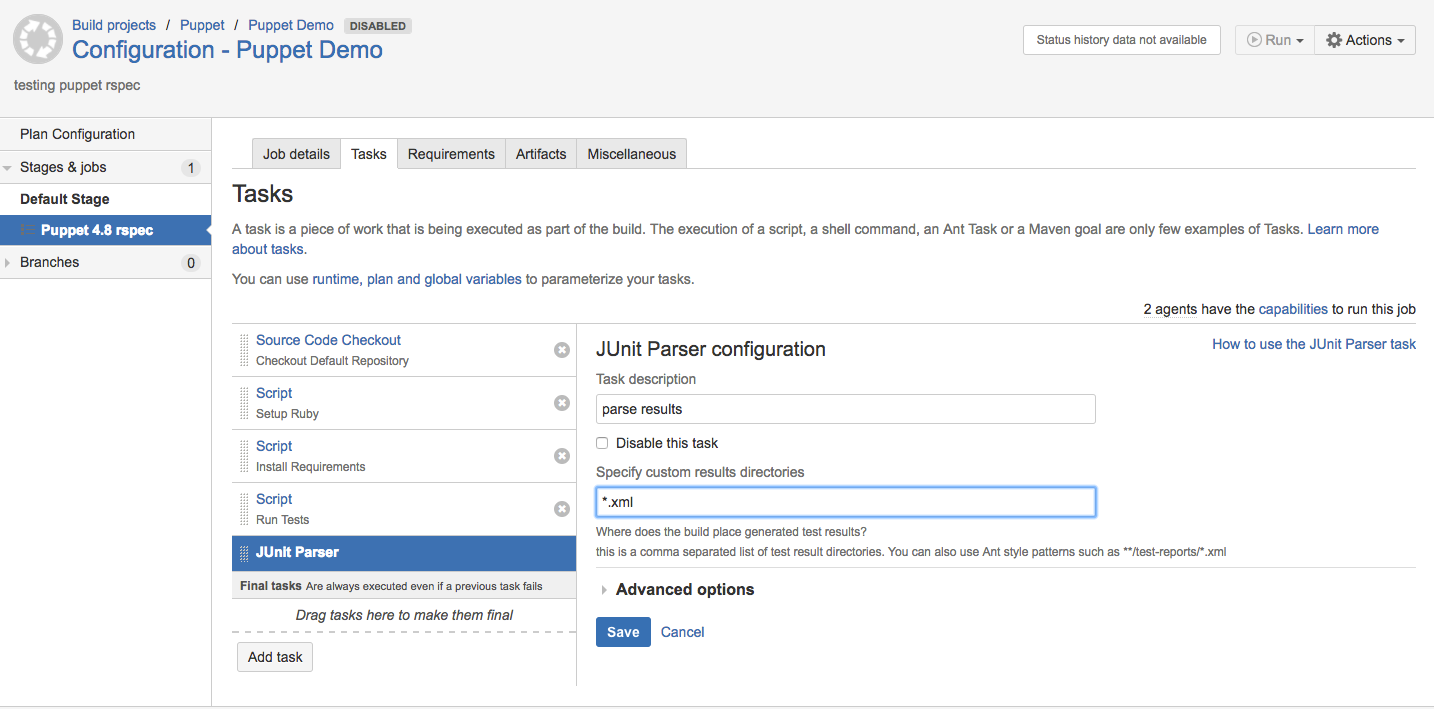 Build projects / Puppet / Puppet Demo DISABLED
Configuration - Puppet Demo
testing puppet rspec
Status history data not available
Run
Actions
Plan Configuration
Stages & jobs 1
Default Stage
Puppet 4.8 rspec
Branches 0
Job details Tasks Requirements Artifacts Miscellaneous
Tasks
A task is a piece of work that is being executed as part of the build. The execution of a script, a shell command, an Ant Task or a Maven goal are only few examples of Tasks. Learn more
about tasks.
You can use runtime, plan and global variables to parameterize your tasks.
2 agents have the capabilities to run this job
Source Code Checkout
Checkout Default Repository
Script
Setup Ruby
Script
Install Requirements
Script
Run Tests
JUnit Parser
Final tasks Are always executed even if a previous task fails
Drag tasks here to make them final
Add task
JUnit Parser configuration
How to use the JUnit Parser task
Task description
parse results
Disable this task
Specify custom results directories
*.xml
Where does the build place generated test results?
this is a comma separated list of test result directories. You can also use Ant style patterns such as **/test-reports/*.xml
Advanced options
Save Cancel